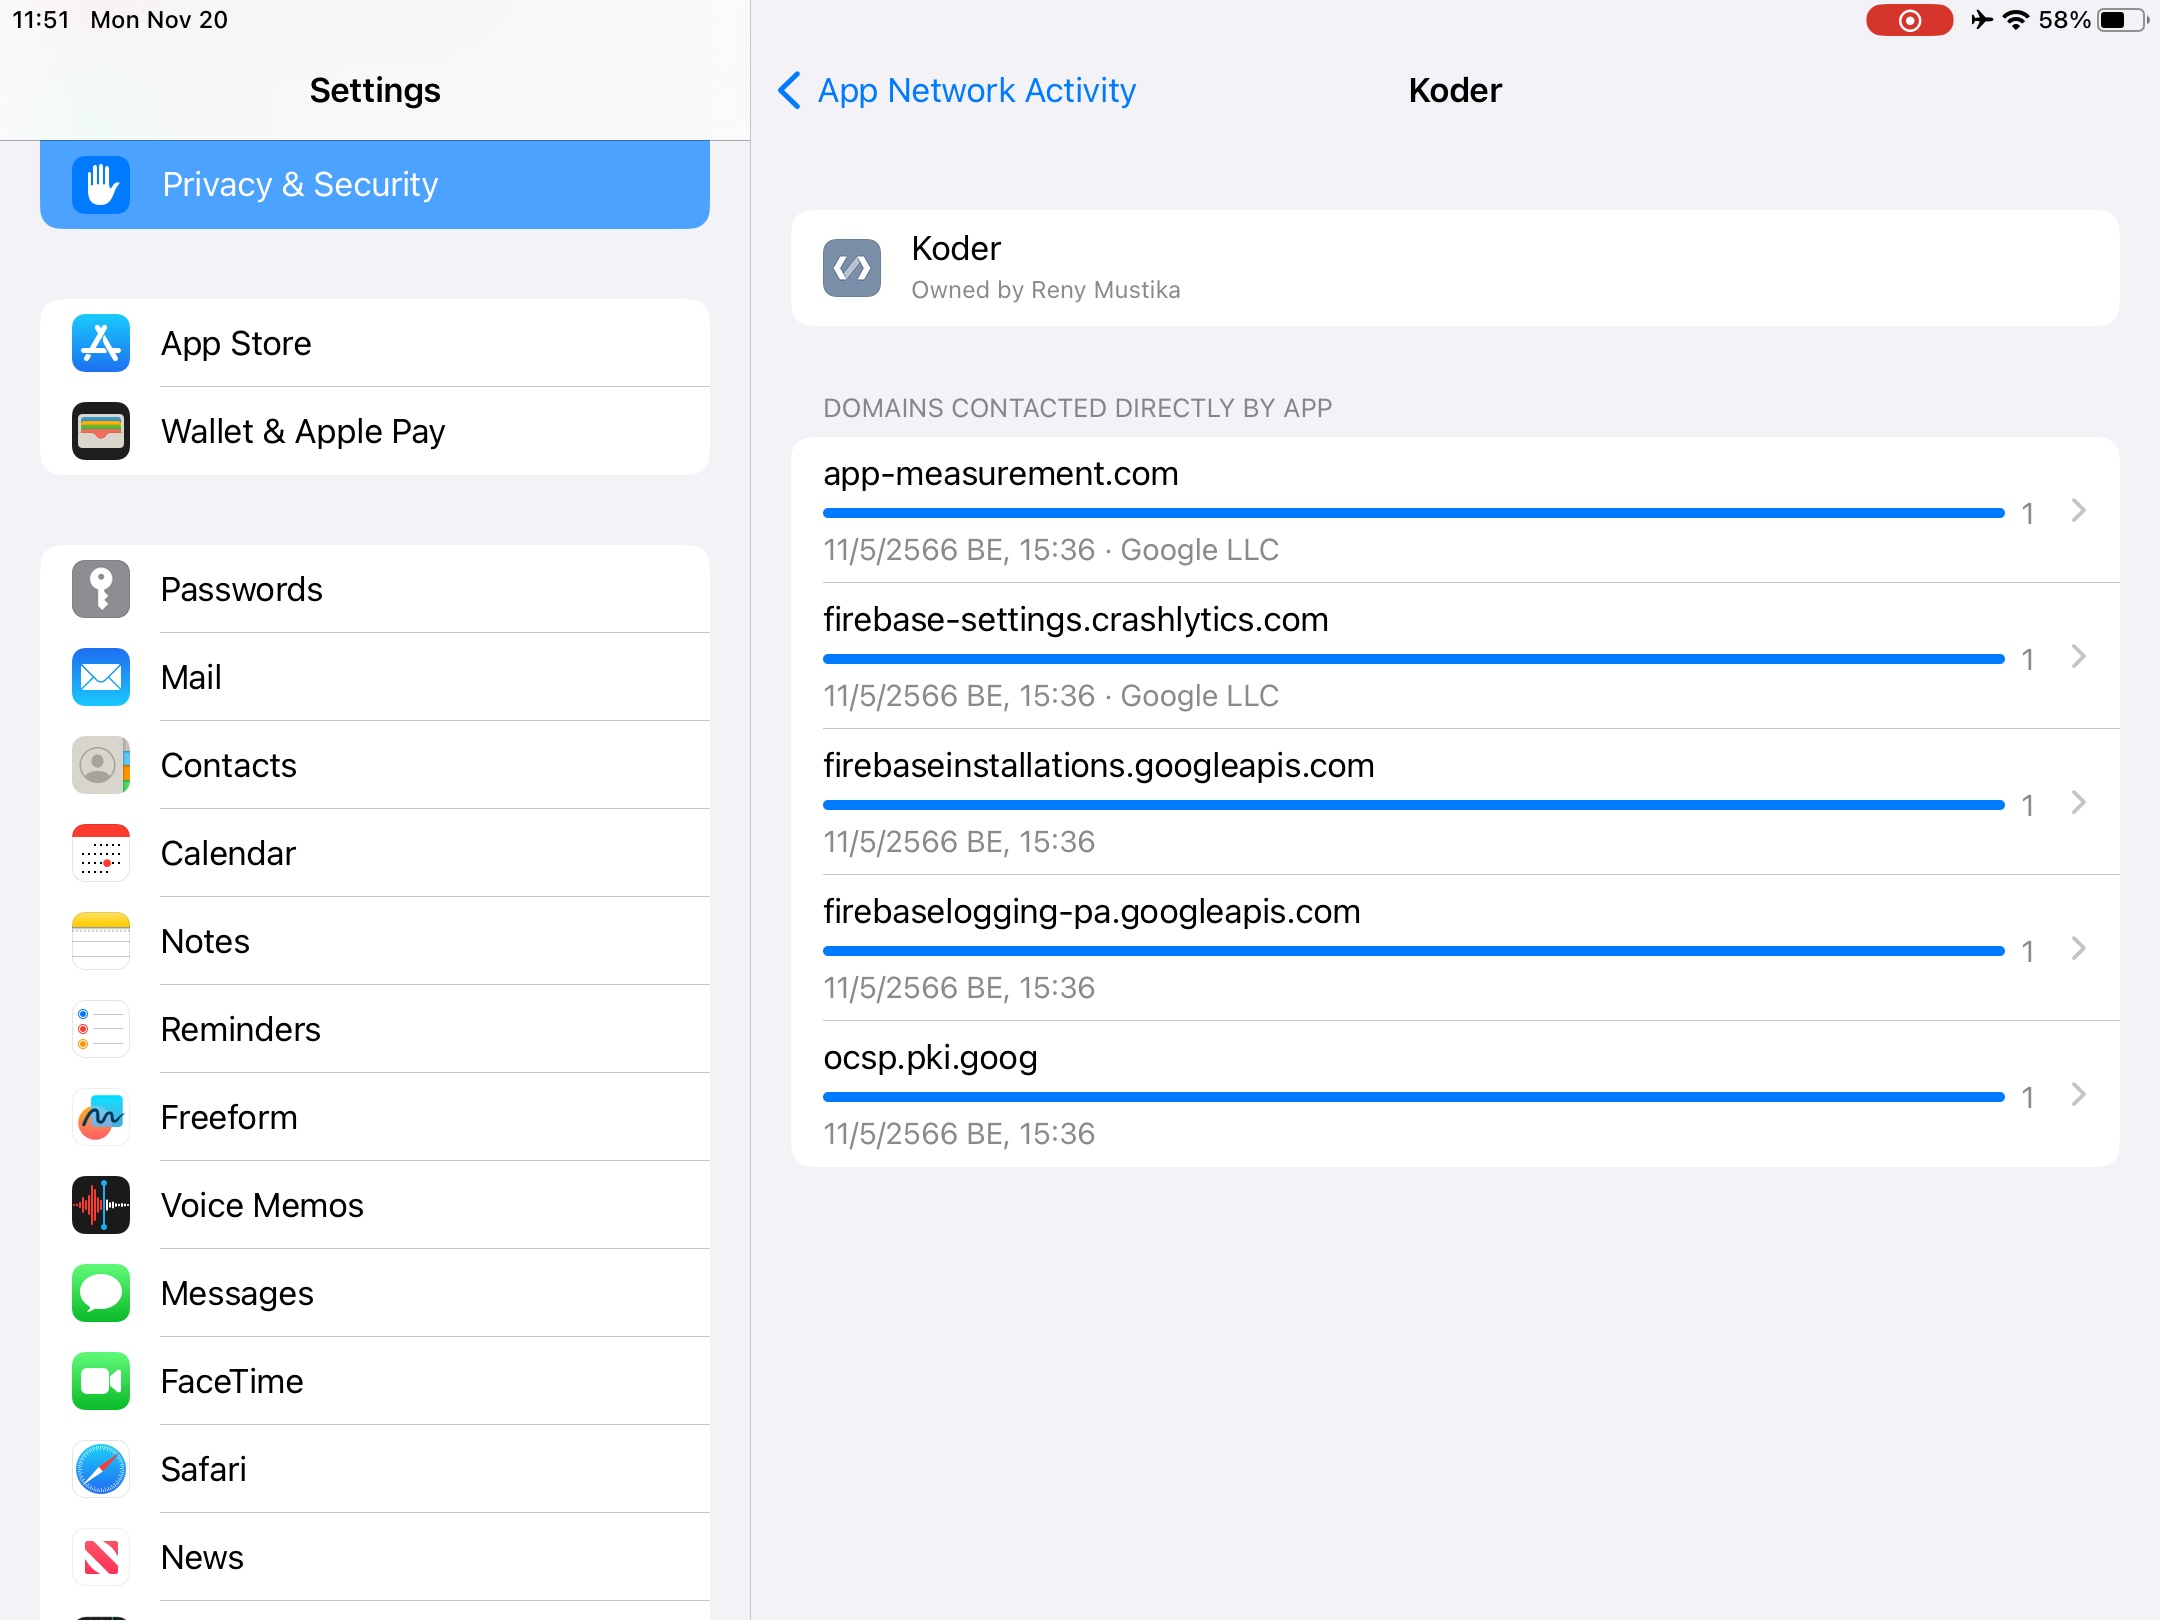 11:51 Mon Nov 20
58%
Settings
Privacy & Security
App Store
Wallet & Apple Pay
Passwords
Mail
Contacts
Calendar
Notes
Reminders
Freeform
Voice Memos
Messages
FaceTime
Safari
News
App Network Activity
Koder
Koder
Owned by Reny Mustika
DOMAINS CONTACTED DIRECTLY BY APP
app-measurement.com
1
11/5/2566 BE, 15:36 · Google LLC
firebase-settings.crashlytics.com
1
11/5/2566 BE, 15:36 · Google LLC
firebaseinstallations.googleapis.com
1
11/5/2566 BE, 15:36
firebaselogging-pa.googleapis.com
1
11/5/2566 BE, 15:36
ocsp.pki.goog
1
11/5/2566 BE, 15:36